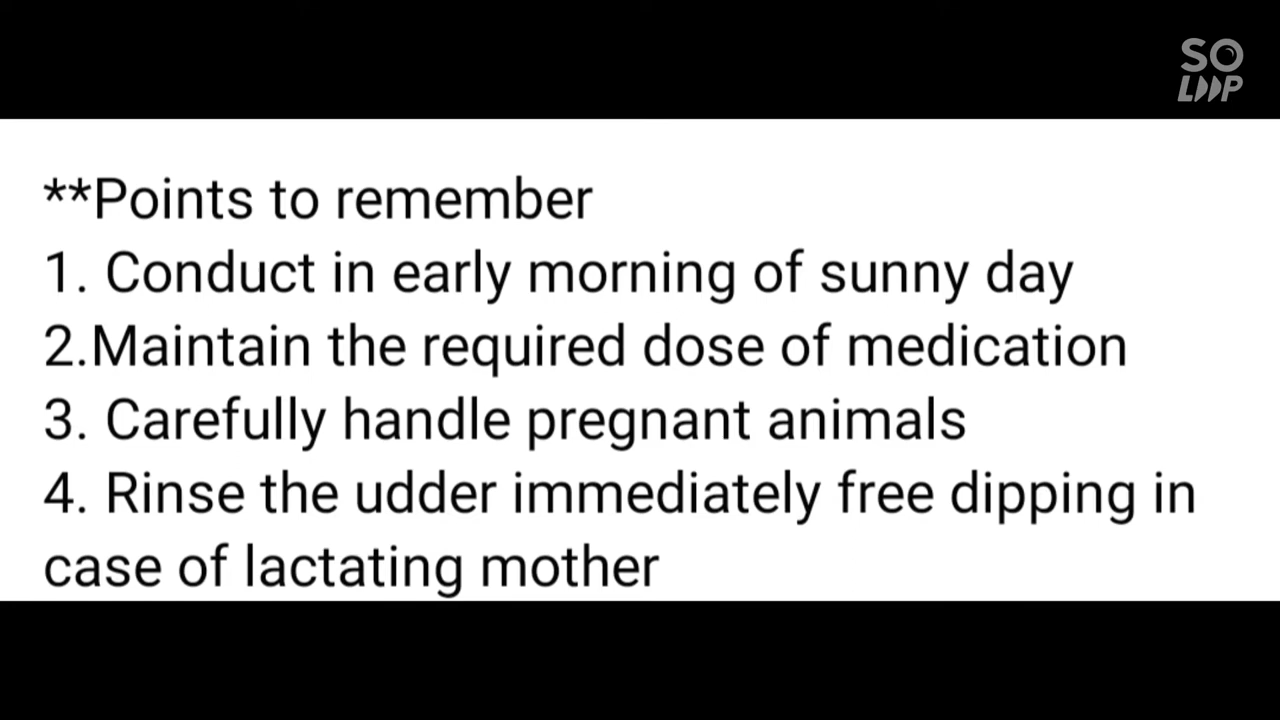 SO
LOOP
**Points to remember
1. Conduct in early morning of sunny day
2.Maintain the required dose of medication
3. Carefully handle pregnant animals
4. Rinse the udder immediately free dipping in
case of lactating mother